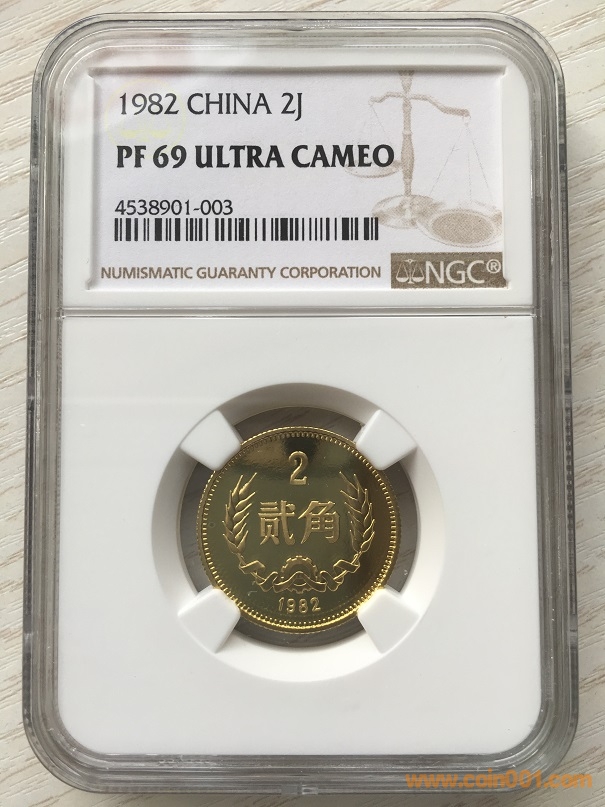 1982 CHINA 2J
PF 69 ULTRA CAMEO
4538901-003
NUMISMATIC GUARANTY CORPORATION
NGC®
2
贰角
1982
www.coin001.com